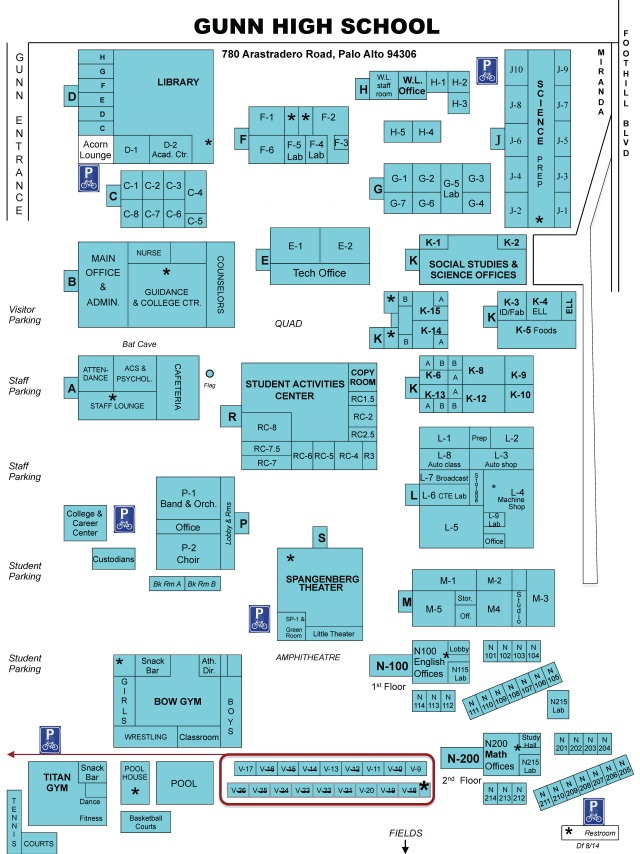 GUNN HIGH SCHOOL
780 Arastradero Road, Palo Alto 94306
GUNN ENTRANCE
MIRANDA
FOOTHILL BLVD
D
H
G
F
E
D
C
LIBRARY
Acorn Lounge
D-1
D-2 Acad. Ctr.
*
F
F-1
* *
F-2
F-6
F-5 Lab
F-4 Lab
F-3
H
W.L. staff room
W.L. Office
H-1
H-2
H-3
H-5
H-4
P
J
J10
J-9
J-8
J-7
J-6
J-5
J-4
J-3
J-2
J-1
SCIENCE PREP
*
P
C
C-1
C-2
C-3
C-4
C-8
C-7
C-6
C-5
G
G-1
G-2
G-5 Lab
G-3
G-7
G-6
G-4
B
MAIN OFFICE & ADMIN.
NURSE
*
GUIDANCE & COLLEGE CTR.
COUNSELORS
E
E-1
E-2
Tech Office
K
K-1
K-2
SOCIAL STUDIES & SCIENCE OFFICES
Visitor Parking
Bat Cave
QUAD
K
*
B
A
K-15
*
B
K-14
A
K
K-3 ID/Fab
K-4 ELL
ELL
K-5 Foods
Staff Parking
A
ATTEN-DANCE
ACS & PSYCHOL.
*
STAFF LOUNGE
CAFETERIA
Flag
R
STUDENT ACTIVITIES CENTER
COPY ROOM
RC1.5
RC-2
RC2.5
RC-8
RC-7.5
RC-7
RC-6
RC-5
RC-4
R3
K
A B B
K-6
A
K-8
K-9
K-13
A
K-12
K-10
A B B
Staff Parking
College & Career Center
P
Custodians
P-1 Band & Orch.
Office
P-2 Choir
Lobby & Rms
P
Bk Rm A
Bk Rm B
L
L-1
Prep
L-2
L-8 Auto class
L-3 Auto shop
L-7 Broadcast
L-6 CTE Lab
*
L-4 Machine Shop
L-9 Lab
L-5
Office
Student Parking
P
S
*
SPANGENBERG THEATER
SP-1 & Green Room
Little Theater
AMPHITHEATRE
M
M-1
M-2
M-5
Stor.
Off.
M4
Studio
M-3
Student Parking
*
Snack Bar
Ath. Dir.
GIRLS
BOW GYM
BOYS
WRESTLING
Classroom
N-100
1st Floor
N100 English Offices
Lobby
*
N115 Lab
N 101
N 102
N 103
N 104
N 114
N 113
N 112
N 111
N 110
N 109
N 108
N 107
N 106
N 105
N215 Lab
P
TITAN GYM
Snack Bar
Dance
Fitness
TENNIS
COURTS
POOL HOUSE
*
POOL
Basketball Courts
V-17
V-16
V-15
V-14
V-13
V-12
V-11
V-10
V-9
V-26
V-25
V-24
V-23
V-22
V-21
V-20
V-19
V-18
*
N-200
2nd Floor
N200 Math Offices
Study Hall
*
N215 Lab
N 201
N 202
N 203
N 204
N 214
N 213
N 212
N 211
N 210
N 209
N 208
N 207
N 206
N 205
P
* Restroom
Df 8/14
FIELDS